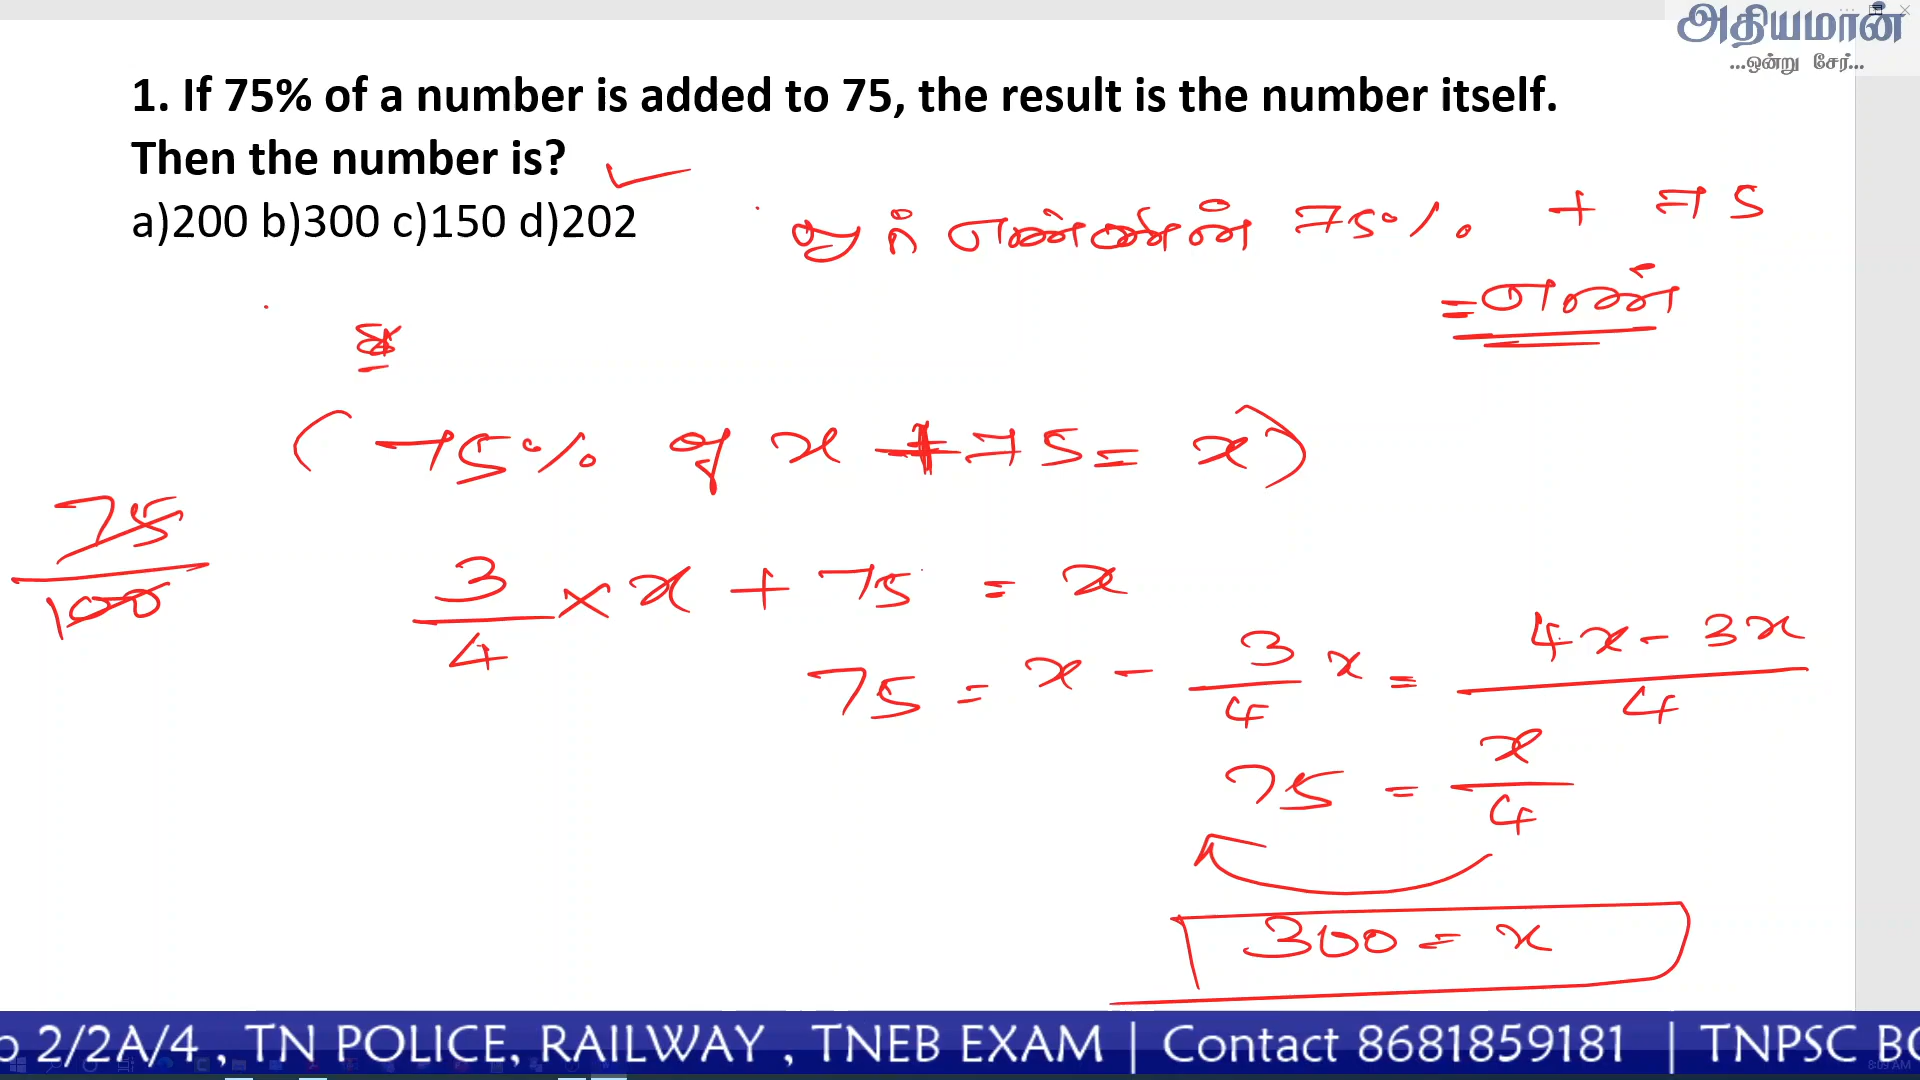 அதியமான்
...ஒன்று சேர்...
1. If 75% of a number is added to 75, the result is the number itself.
Then the number is?
a)200 b)300 c)150 d)202
ஒரு எண்ணின் 75% + 75
= எண்
(75% of x + 75 = x)
75
100
3/4 × x + 75 = x
75 = x - 3/4 x = 4x - 3x / 4
75 = x/4
300 = x
2/2A/4 , TN POLICE, RAILWAY , TNEB EXAM | Contact 8681859181 | TNPSC
8:09 AM